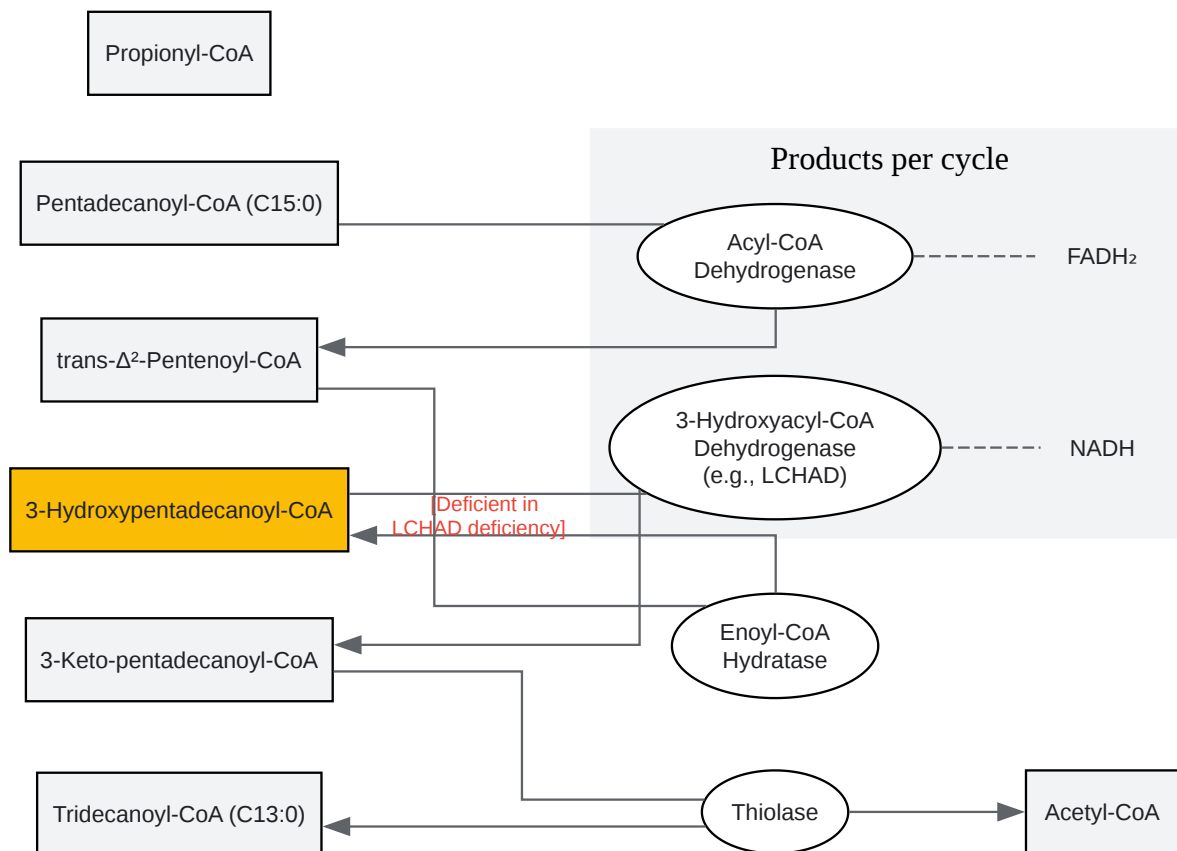 Propionyl-CoA
Products per cycle
Pentadecanoyl-CoA (C15:0)
Acyl-CoA
Dehydrogenase
FADH₂
trans-Δ²-Pentenoyl-CoA
3-Hydroxyacyl-CoA
Dehydrogenase
(e.g., LCHAD)
NADH
3-Hydroxypentadecanoyl-CoA
[Deficient in
LCHAD deficiency]
Enoyl-CoA
Hydratase
3-Keto-pentadecanoyl-CoA
Tridecanoyl-CoA (C13:0)
Thiolase
Acetyl-CoA